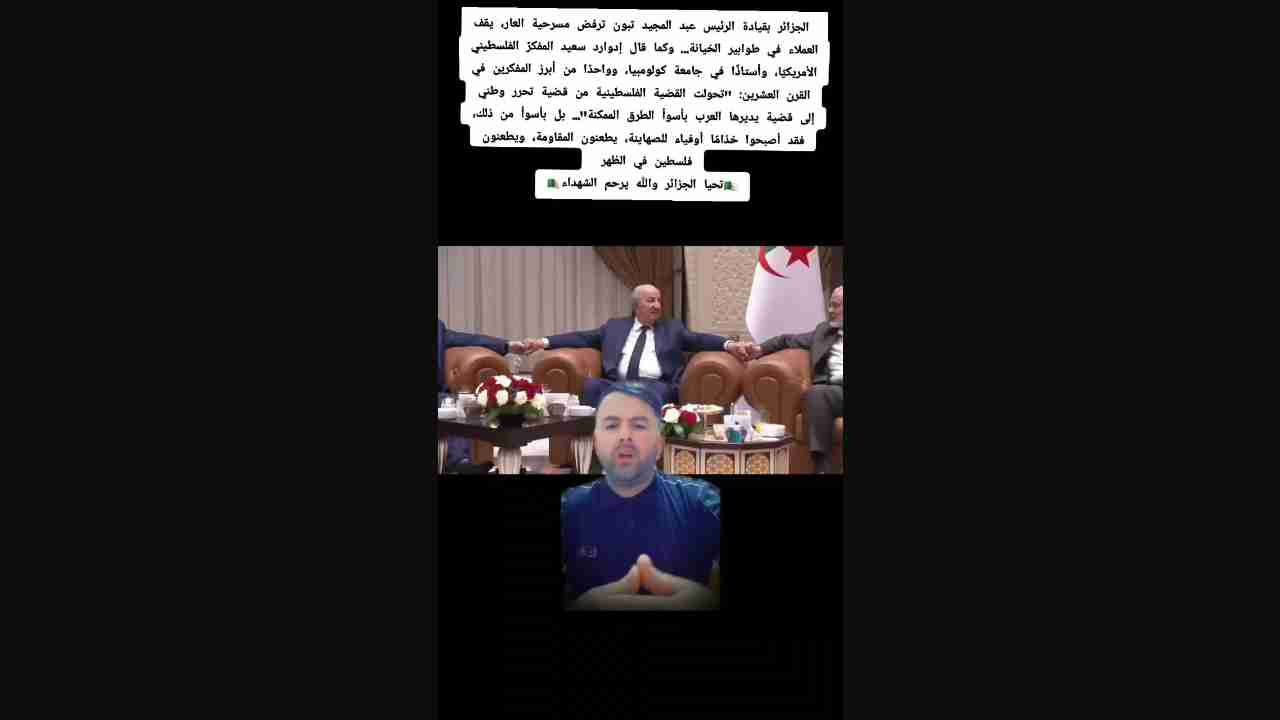 الجزائر بقيادة الرئيس عبد المجيد تبون ترفض مسرحية العار، يقف
العملاء في طوابير الخيانة... وكما قال إدوارد سعيد المفكرّ الفلسطيني
الأمريكيًا، وأستاذًا في جامعة كولومبيا، وواحدًا من أبرز المفكرين في
القرن العشرين: "تحولت القضية الفلسطينية من قضية تحرر وطني
إلى قضية يديرها العرب بأسوأ الطرق الممكنة"... بل بأسوأ من ذلك،
فقد أصبحوا خدّامًا أوفياء للصهاينة، يطعنون المقاومة، ويطعنون
فلسطين في الظهر
🇩🇿تحيا الجزائر والله يرحم الشهداء🇩🇿